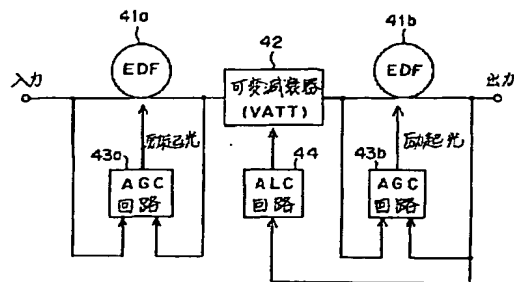 41a
42
41b
入力
EDF
可変減衰器
(VATT)
EDF
出力
励起光
励起光
43a
44
43b
AGC
回路
ALC
回路
AGC
回路